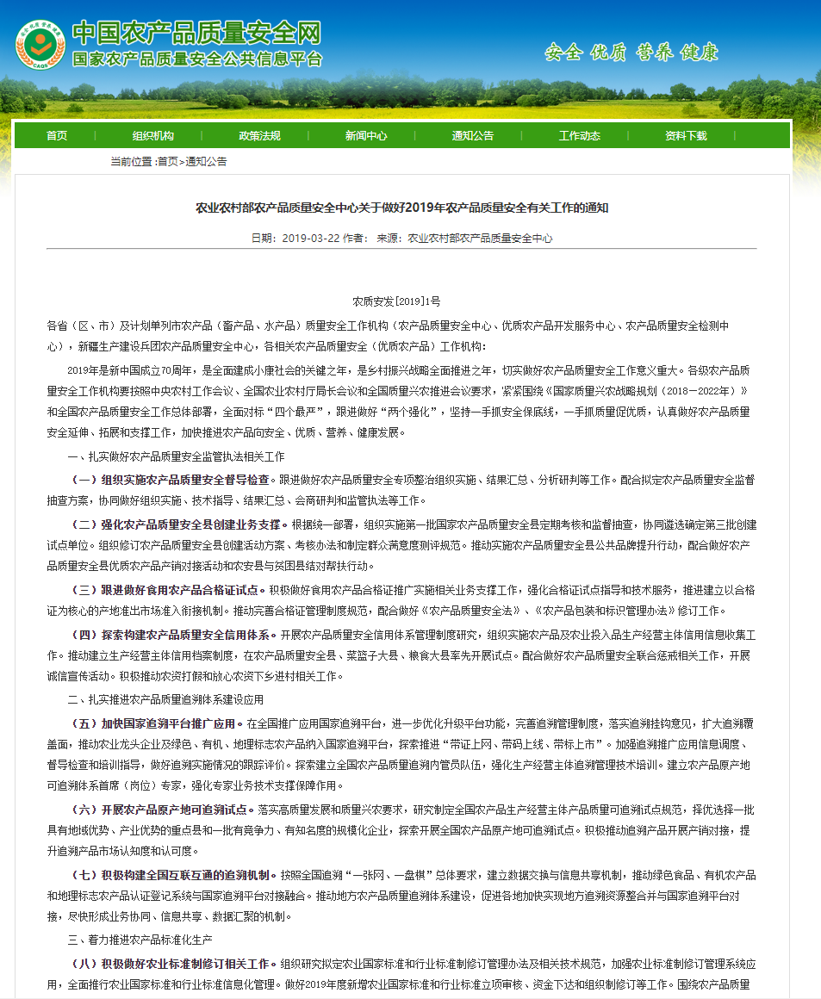 中国农产品质量安全网
国家农产品质量安全公共信息平台
安全 优质 营养 健康
安全 优质 营养 健康
CAQS
首页 | 组织机构 | 政策法规 | 新闻中心 | 通知公告 | 工作动态 | 资料下载 |
当前位置 :首页>通知公告
农业农村部农产品质量安全中心关于做好2019年农产品质量安全有关工作的通知
日期：2019-03-22 作者： 来源：农业农村部农产品质量安全中心
农质安发[2019]1号
各省（区、市）及计划单列市农产品（畜产品、水产品）质量安全工作机构（农产品质量安全中心、优质农产品开发服务中心、农产品质量安全检测中
心），新疆生产建设兵团农产品质量安全中心，各相关农产品质量安全（优质农产品）工作机构：
2019年是新中国成立70周年，是全面建成小康社会的关键之年，是乡村振兴战略全面推进之年，切实做好农产品质量安全工作意义重大。各级农产品质
量安全工作机构要按照中央农村工作会议、全国农业农村厅局长会议和全国质量兴农推进会议要求，紧紧围绕《国家质量兴农战略规划（2018—2022年）》
和全国农产品质量安全工作总体部署，全面对标“四个最严”，跟进做好“两个强化”，坚持一手抓安全保底线，一手抓质量促优质，认真做好农产品质量
安全延伸、拓展和支撑工作，加快推进农产品向安全、优质、营养、健康发展。
一、扎实做好农产品质量安全监管执法相关工作
（一）组织实施农产品质量安全督导检查。跟进做好农产品质量安全专项整治组织实施、结果汇总、分析研判等工作。配合拟定农产品质量安全监督
抽查方案，协同做好组织实施、技术指导、结果汇总、会商研判和监管执法等工作。
（二）强化农产品质量安全县创建业务支撑。根据统一部署，组织实施第一批国家农产品质量安全县定期考核和监督抽查，协同遴选确定第三批创建
试点单位。组织修订农产品质量安全县创建活动方案、考核办法和制定群众满意度测评规范。推动实施农产品质量安全县公共品牌提升行动，配合做好农产
品质量安全县优质农产品产销对接活动和农安县与贫困县结对帮扶行动。
（三）跟进做好食用农产品合格证试点。积极做好食用农产品合格证推广实施相关业务支撑工作，强化合格证试点指导和技术服务，推进建立以合格
证为核心的产地准出市场准入衔接机制。推动完善合格证管理制度规范，配合做好《农产品质量安全法》、《农产品包装和标识管理办法》修订工作。
（四）探索构建农产品质量安全信用体系。开展农产品质量安全信用体系管理制度研究，组织实施农产品及农业投入品生产经营主体信用信息收集工
作。推动建立生产经营主体信用档案制度，在农产品质量安全县、菜篮子大县、粮食大县率先开展试点。配合做好农产品质量安全联合惩戒相关工作，开展
诚信宣传活动。积极推动农资打假和放心农资下乡进村相关工作。
二、扎实推进农产品质量追溯体系建设应用
（五）加快国家追溯平台推广应用。在全国推广应用国家追溯平台，进一步优化升级平台功能，完善追溯管理制度，落实追溯挂钩意见，扩大追溯覆
盖面，推动农业龙头企业及绿色、有机、地理标志农产品纳入国家追溯平台，探索推进“带证上网、带码上线、带标上市”。加强追溯推广应用信息调度、
督导检查和培训指导，做好追溯实施情况的跟踪评价。探索建立全国农产品质量追溯内管员队伍，强化生产经营主体追溯管理技术培训。建立农产品原产地
可追溯体系首席（岗位）专家，强化专家业务技术支撑保障作用。
（六）开展农产品原产地可追溯试点。落实高质量发展和质量兴农要求，研究制定全国农产品生产经营主体产品质量可追溯试点规范，择优选择一批
具有地域优势、产业优势的重点县和一批有竞争力、有知名度的规模化企业，探索开展全国农产品原产地可追溯试点。积极推动追溯产品开展产销对接，提
升追溯产品市场认知度和认可度。
（七）积极构建全国互联互通的追溯机制。按照全国追溯“一张网、一盘棋”总体要求，建立数据交换与信息共享机制，推动绿色食品、有机农产品
和地理标志农产品认证登记系统与国家追溯平台对接融合。推动地方农产品质量追溯体系建设，促进各地加快实现地方追溯资源整合并与国家追溯平台对
接，尽快形成业务协同、信息共享、数据汇聚的机制。
三、着力推进农产品标准化生产
（八）积极做好农业标准制修订相关工作。组织研究拟定农业国家标准和行业标准制修订管理办法及相关技术规范，加强农业标准制修订管理系统应
用，全面推行农业国家标准和行业标准信息化管理。做好2019年度新增农业国家标准和行业标准立项审核、资金下达和组织制修订等工作。围绕农产品质量